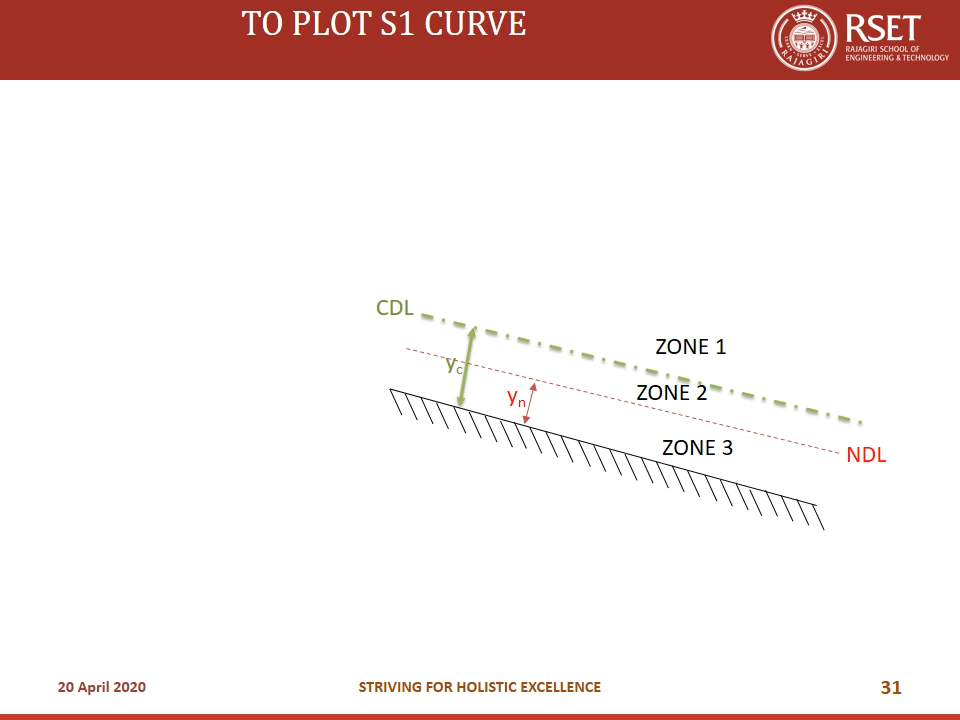 TO PLOT S1 CURVE
RSET
RAJAGIRI SCHOOL OF
ENGINEERING & TECHNOLOGY
RAJAGIRI
CDL
ZONE 1
yc
ZONE 2
yn
ZONE 3
NDL
20 April 2020
STRIVING FOR HOLISTIC EXCELLENCE
31